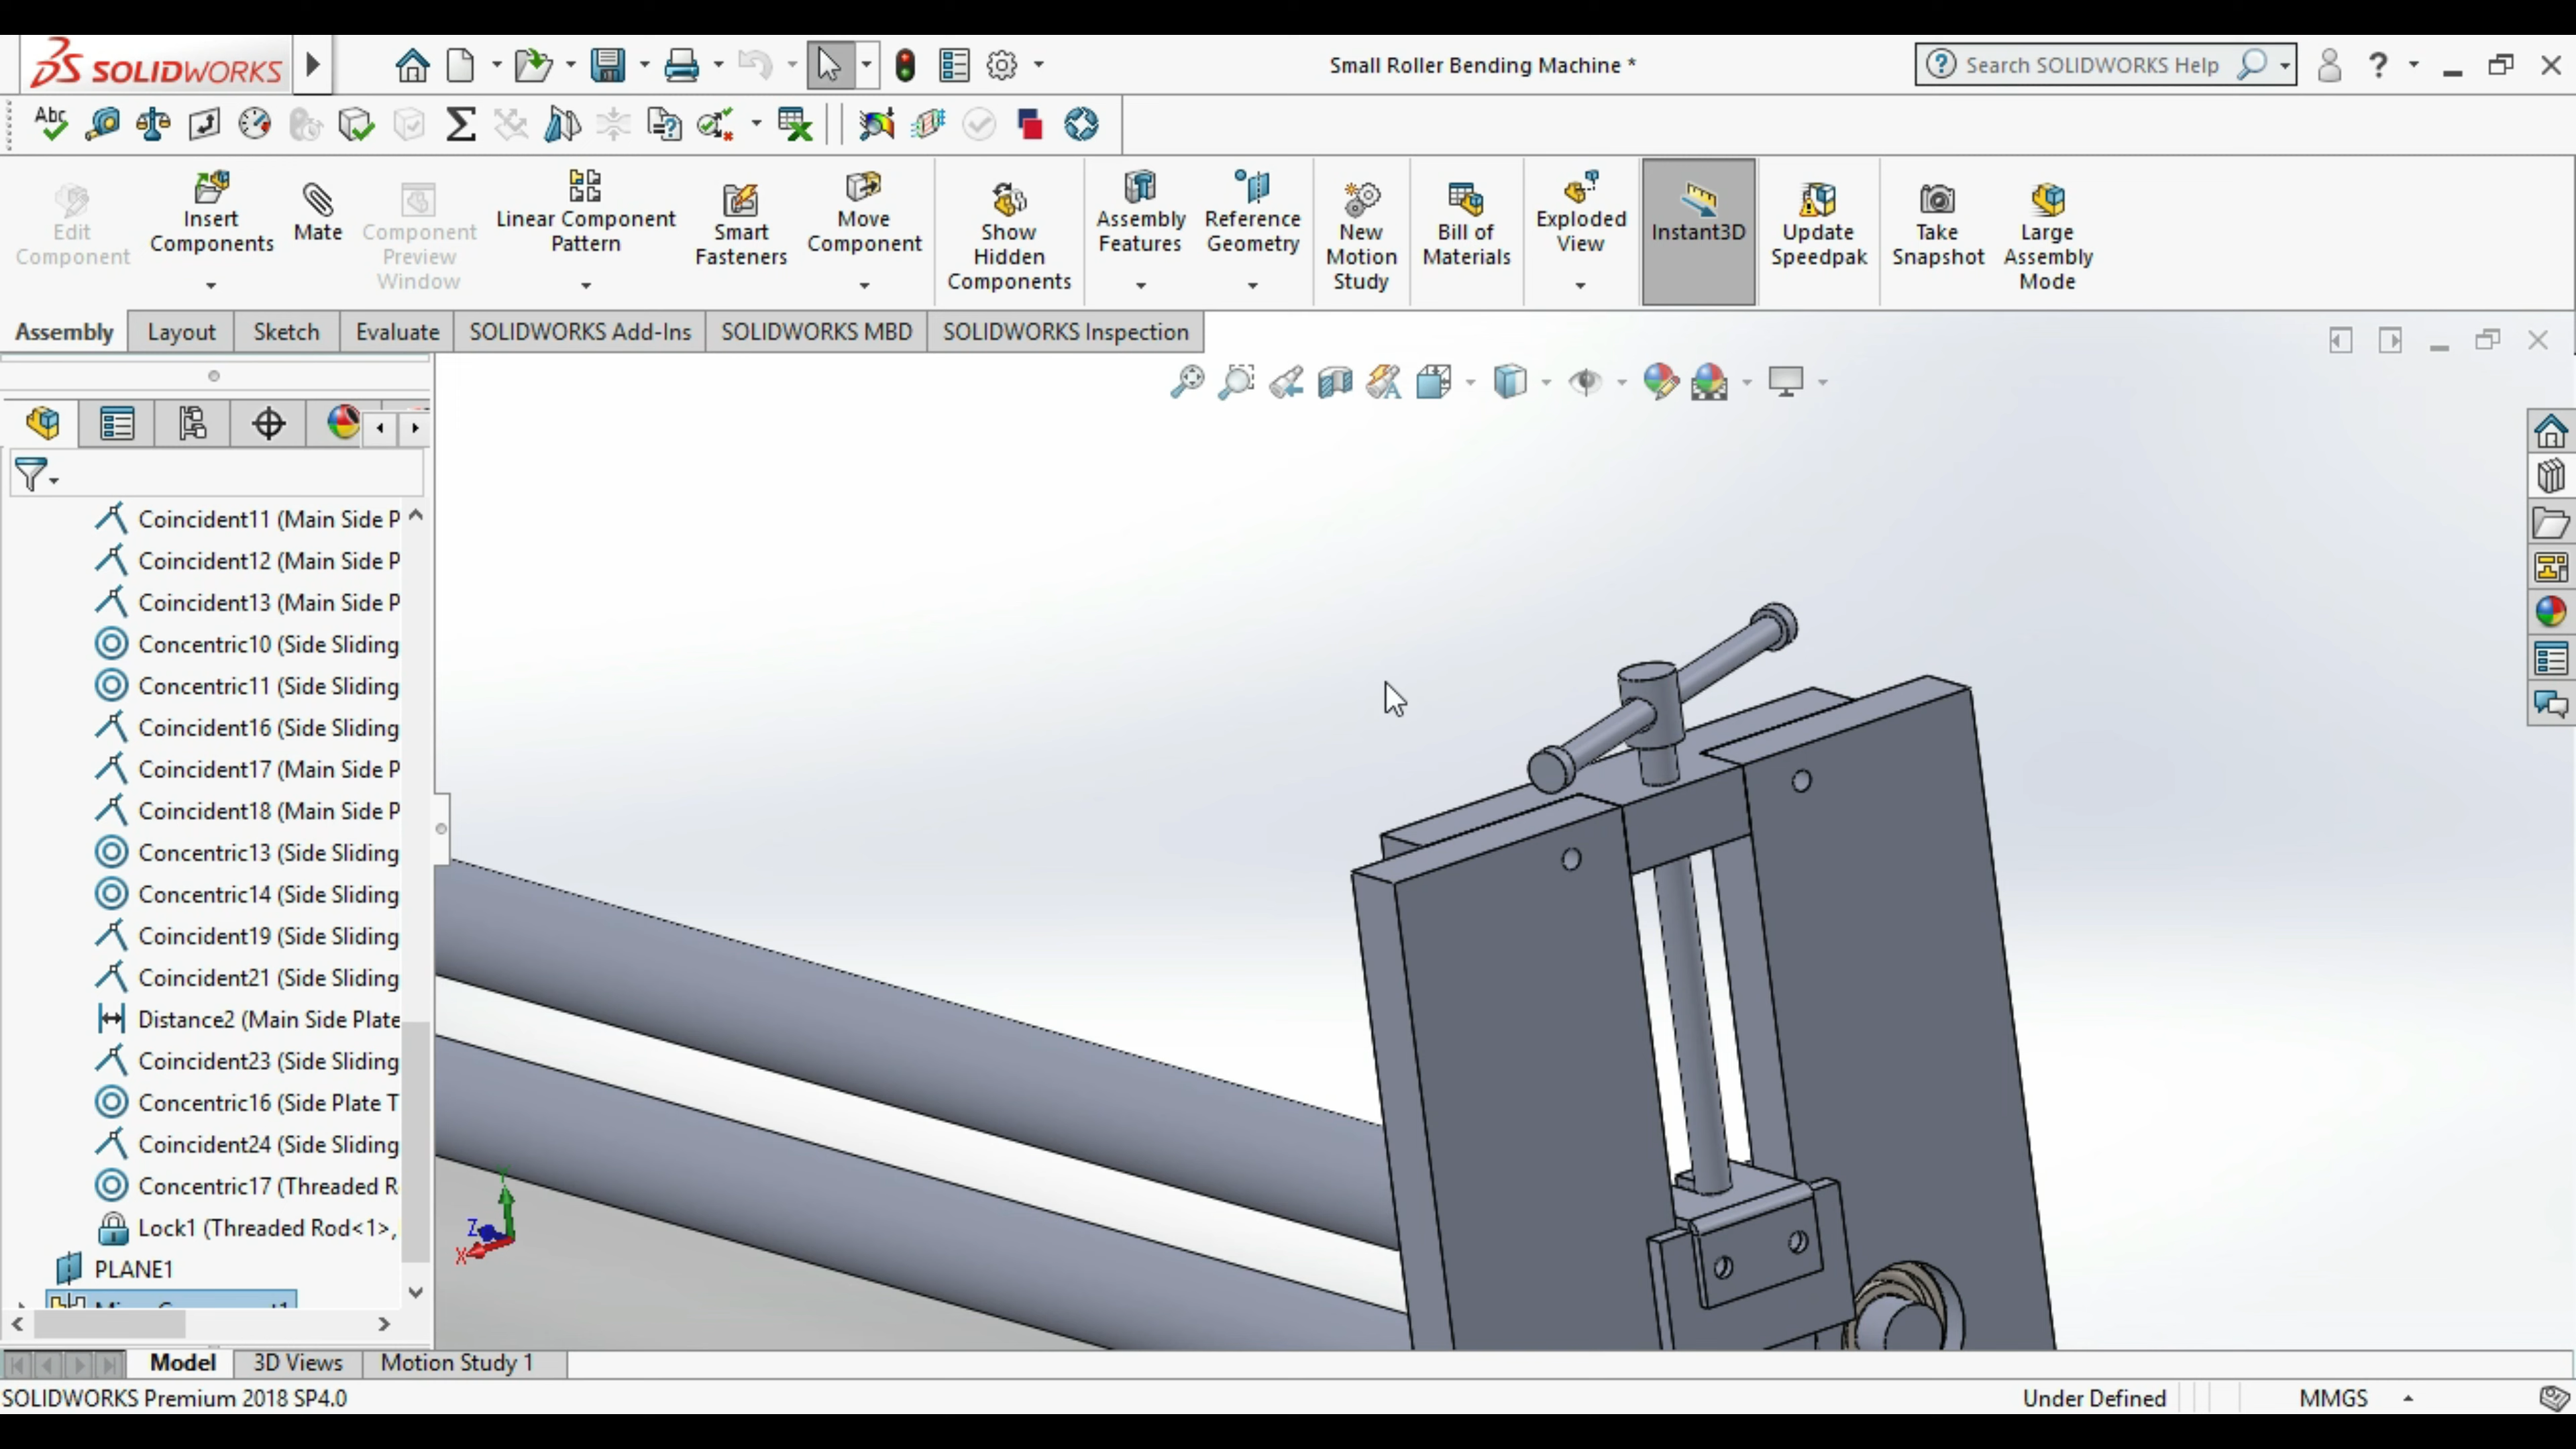 SOLIDWORKS
Small Roller Bending Machine *
Search SOLIDWORKS Help
?
Abc
Edit Component
Insert Components
Mate
Component Preview Window
Linear Component Pattern
Smart Fasteners
Move Component
Show Hidden Components
Assembly Features
Reference Geometry
New Motion Study
Bill of Materials
Exploded View
Instant3D
Update Speedpak
Take Snapshot
Large Assembly Mode
Assembly
Layout
Sketch
Evaluate
SOLIDWORKS Add-Ins
SOLIDWORKS MBD
SOLIDWORKS Inspection
Coincident11 (Main Side P
Coincident12 (Main Side P
Coincident13 (Main Side P
Concentric10 (Side Sliding
Concentric11 (Side Sliding
Coincident16 (Side Sliding
Coincident17 (Main Side P
Coincident18 (Main Side P
Concentric13 (Side Sliding
Concentric14 (Side Sliding
Coincident19 (Side Sliding
Coincident21 (Side Sliding
Distance2 (Main Side Plate
Coincident23 (Side Sliding
Concentric16 (Side Plate T
Coincident24 (Side Sliding
Concentric17 (Threaded R
Lock1 (Threaded Rod<1>,
PLANE1
Y
Z
X
Model
3D Views
Motion Study 1
SOLIDWORKS Premium 2018 SP4.0
Under Defined
MMGS